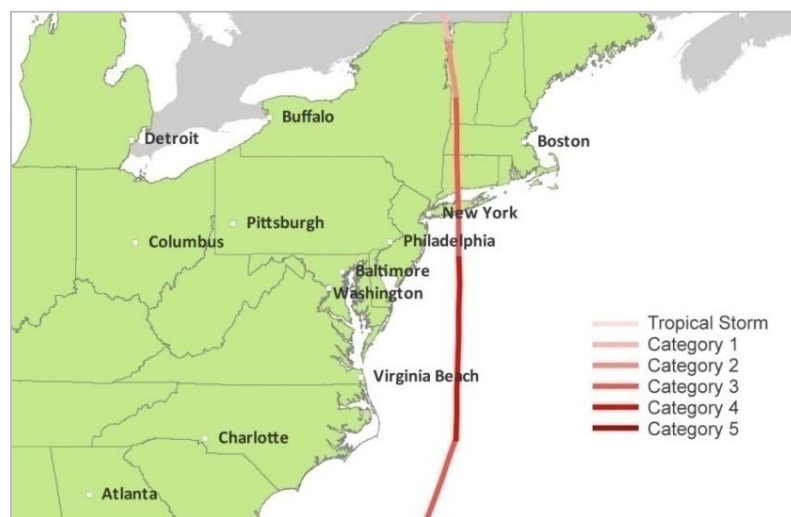 Buffalo
Detroit
Boston
New York
Pittsburgh
Columbus
Philadelphia
Baltimore
Washington
Virginia Beach
Charlotte
Atlanta
Tropical Storm
Category 1
Category 2
Category 3
Category 4
Category 5